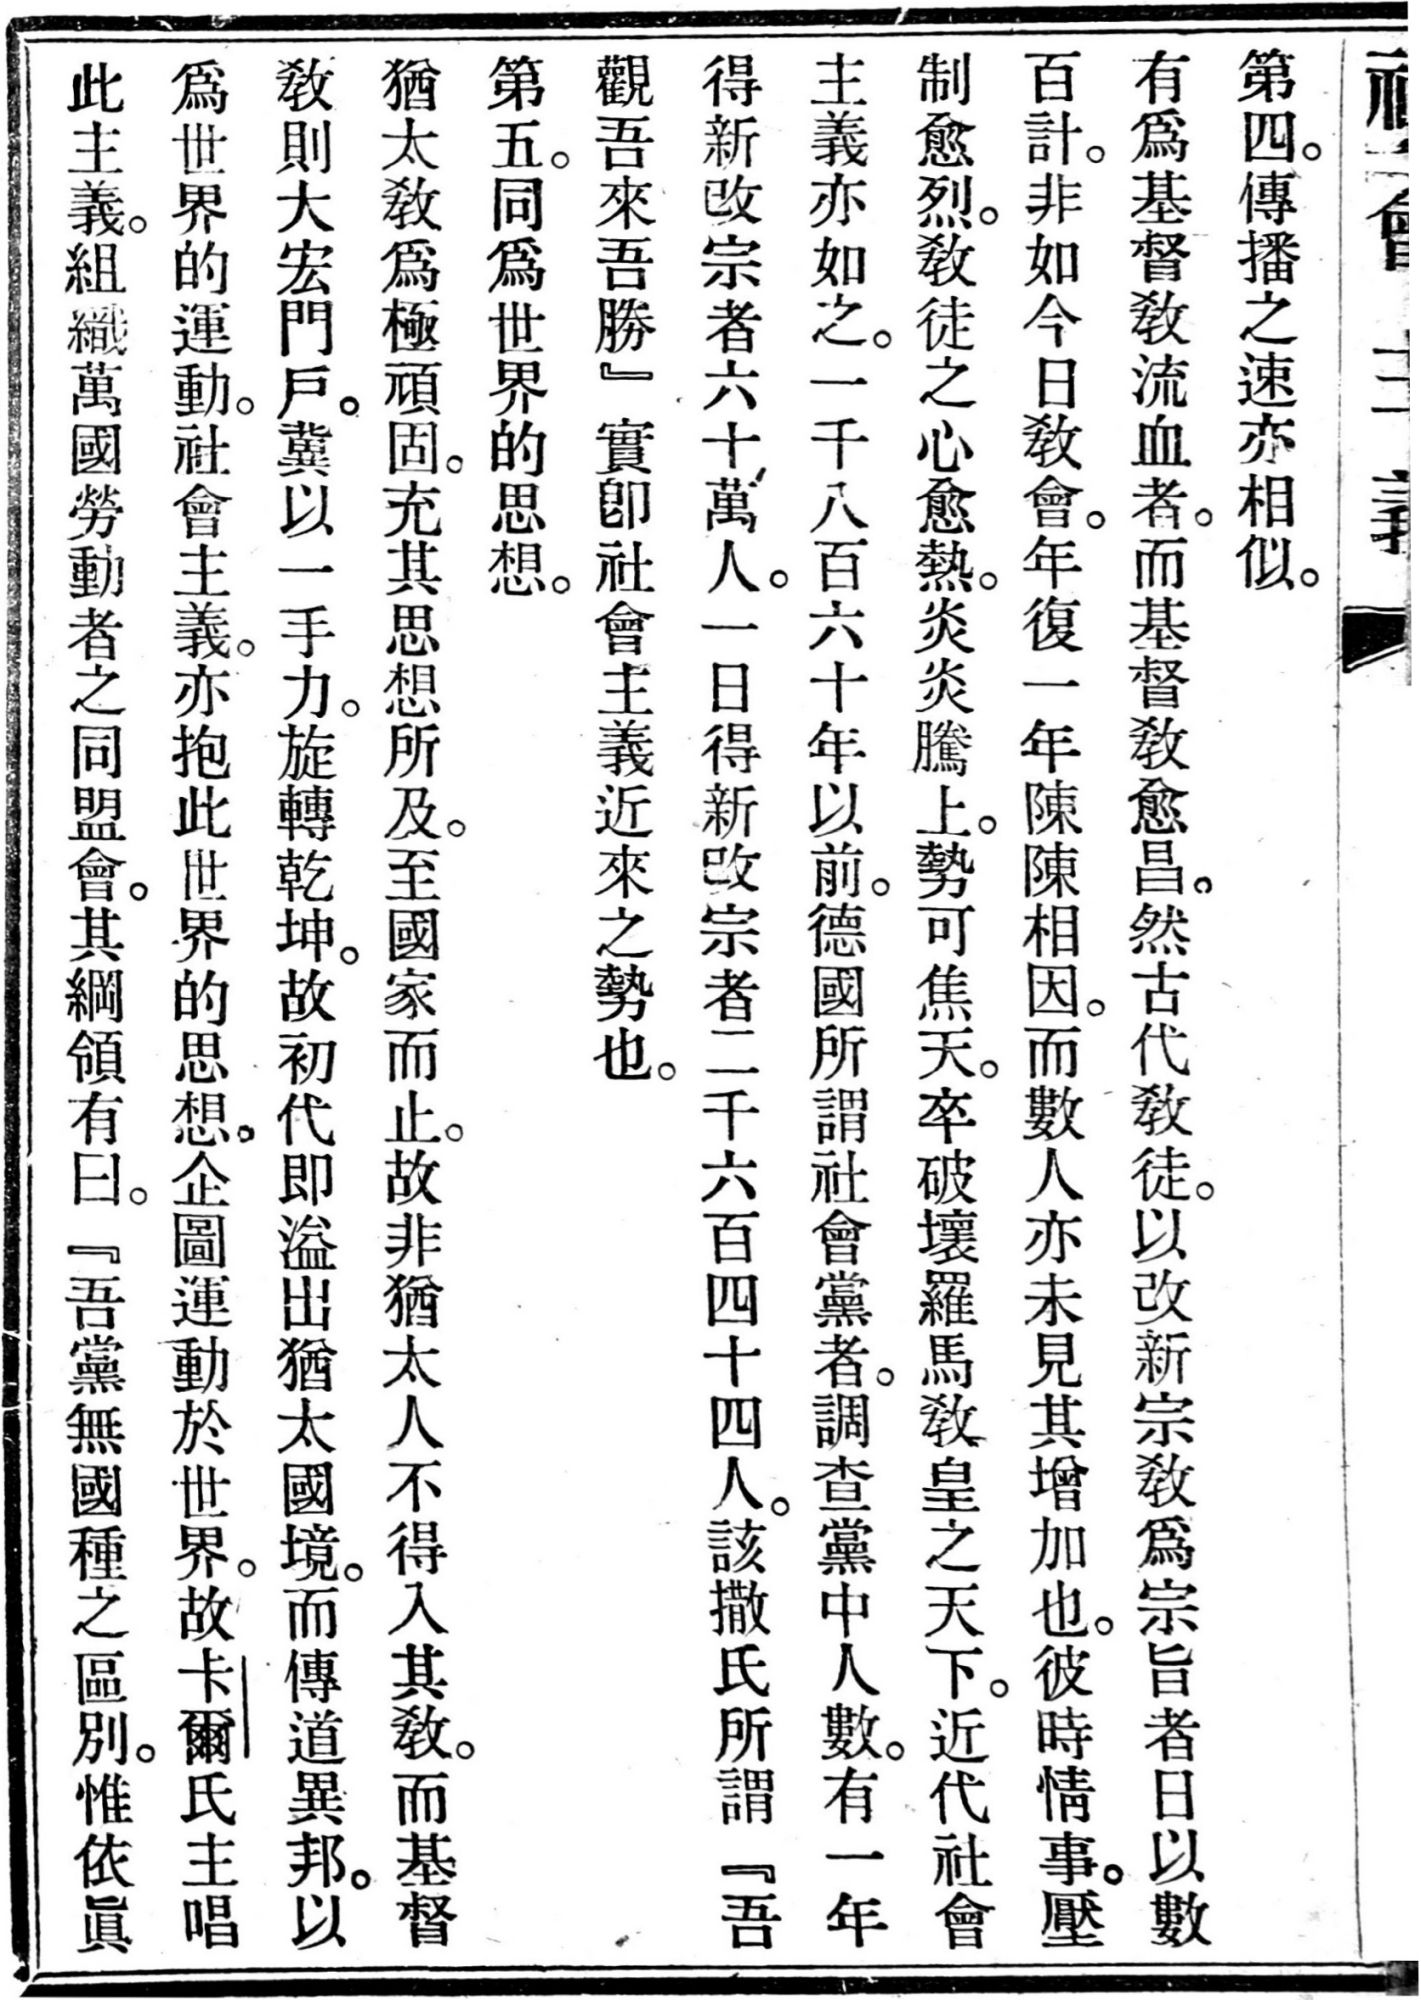 社會主義
第四。傳播之速亦相似。
有爲基督敎流血者。而基督敎愈昌。然古代敎徒。以改新宗敎爲宗旨者日以數
百計。非如今日敎會。年復一年陳陳相因。而數人亦未見其增加也。彼時情事。壓
制愈烈。敎徒之心愈熱。炎炎騰上。勢可焦天。卒破壞羅馬敎皇之天下。近代社會
主義亦如之。一千八百六十年以前。德國所謂社會黨者。調查黨中人數。有一年
得新改宗者六十萬人。一日得新改宗者二千六百四十四人。該撒氏所謂『吾
觀吾來吾勝』實卽社會主義近來之勢也。
第五。同爲世界的思想。
猶太敎爲極頑固。充其思想所及。至國家而止。故非猶太人不得入其敎。而基督
敎則大宏門戶。冀以一手力。旋轉乾坤。故初代即溢出猶太國境。而傳道異邦。以
爲世界的運動。社會主義。亦抱此世界的思想。企圖運動於世界。故卡爾氏主唱
此主義。組織萬國勞動者之同盟會。其綱領有曰。『吾黨無國種之區別。惟依眞